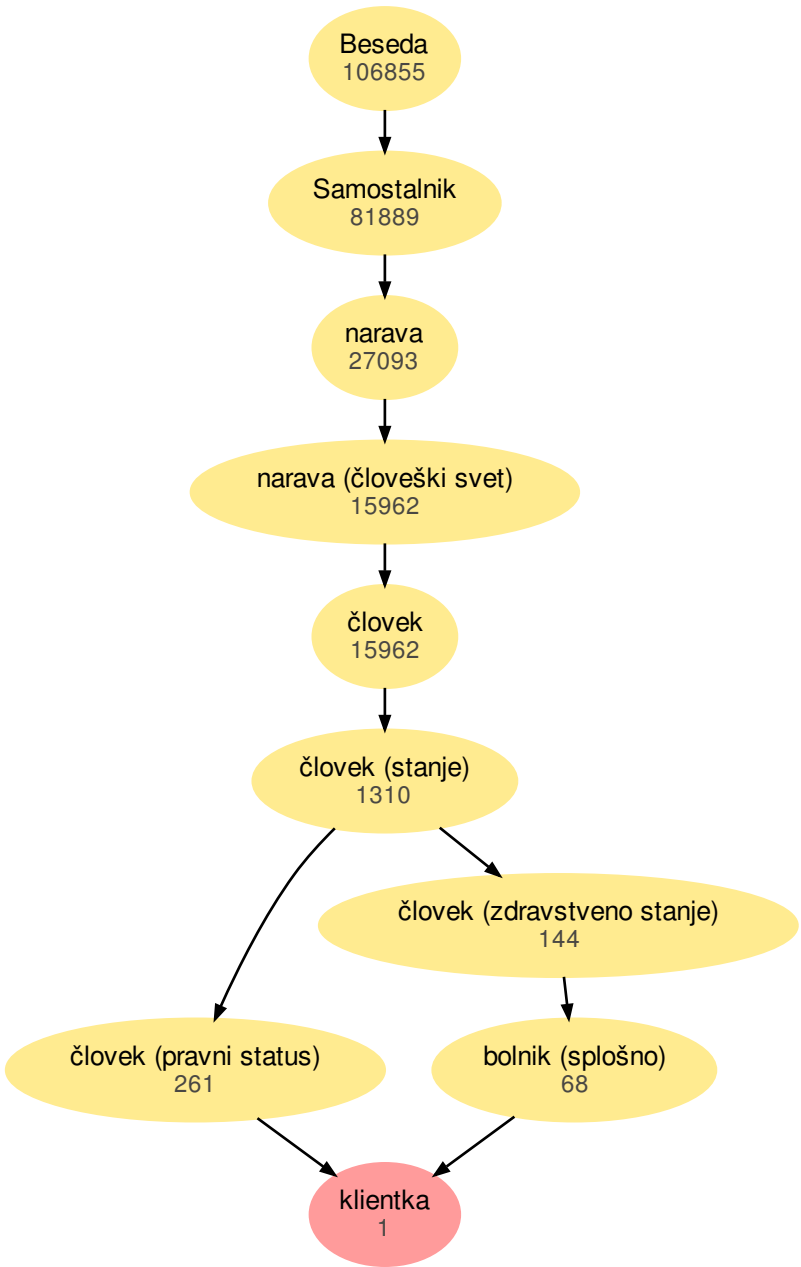 Beseda
106855
Samostalnik
81889
narava
27093
narava (človeški svet)
15962
človek
15962
človek (stanje)
1310
človek (zdravstveno stanje)
144
človek (pravni status)
261
bolnik (splošno)
68
klientka
1